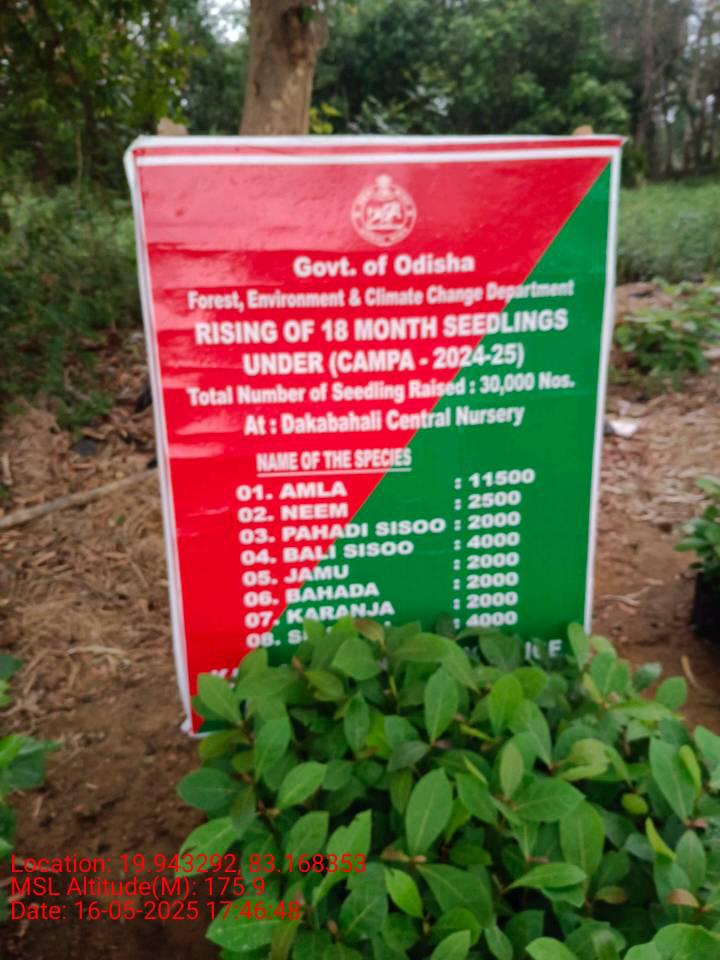 Govt. of Odisha
Forest, Environment & Climate Change Department
RISING OF 18 MONTH SEEDLINGS
UNDER (CAMPA - 2024-25)
Total Number of Seedling Raised : 30,000 Nos.
At : Dakabahali Central Nursery
NAME OF THE SPECIES
01. AMLA : 11500
02. NEEM : 2500
03. PAHADI SISOO : 2000
04. BALI SISOO : 4000
05. JAMU : 2000
06. BAHADA : 2000
07. KARANJA : 2000
08. : 4000
Location: 19.943292, 83.168353
MSL Altitude(M): 175.9
Date: 16-05-2025 17:46:48